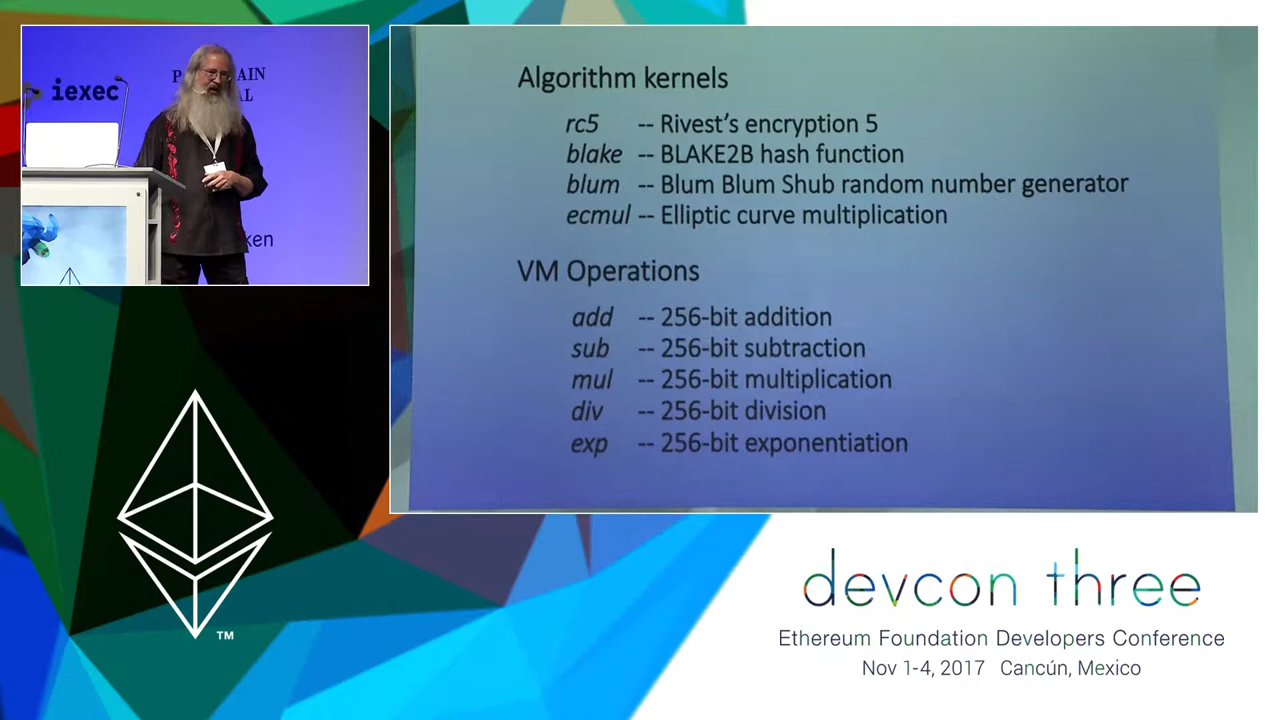 iexec
Algorithm kernels
rc5 -- Rivest's encryption 5
blake -- BLAKE2B hash function
blum -- Blum Blum Shub random number generator
ecmul -- Elliptic curve multiplication
VM Operations
add -- 256-bit addition
sub -- 256-bit subtraction
mul -- 256-bit multiplication
div -- 256-bit division
exp -- 256-bit exponentiation
TM
devcon three
Ethereum Foundation Developers Conference
Nov 1-4, 2017 Cancún, Mexico